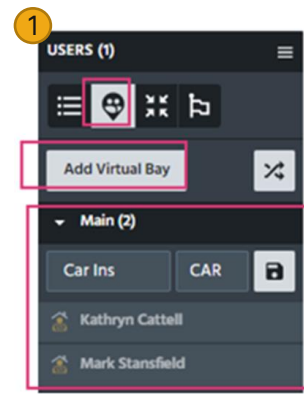 1
USERS (1)
Add Virtual Bay
Main (2)
Car Ins CAR
Kathryn Cattell
Mark Stansfield